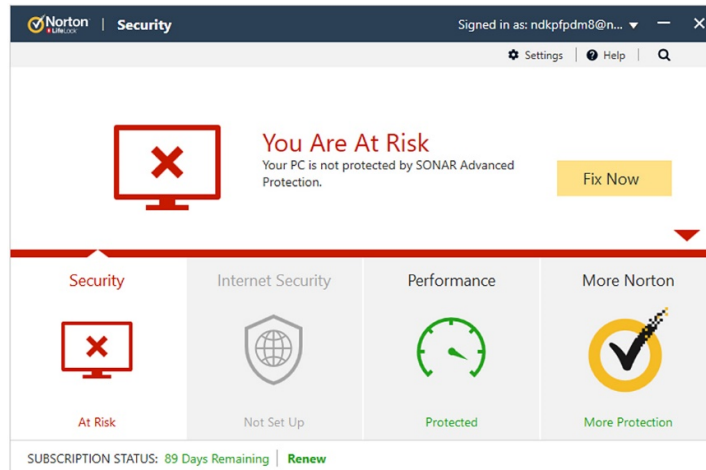 Norton | Security
LifeLock
Signed in as: ndkpfpdm8@n...
Settings | Help |
You Are At Risk
Your PC is not protected by SONAR Advanced
Protection.
Fix Now
Security
Internet Security
Performance
More Norton
At Risk
Not Set Up
Protected
More Protection
SUBSCRIPTION STATUS: 89 Days Remaining | Renew